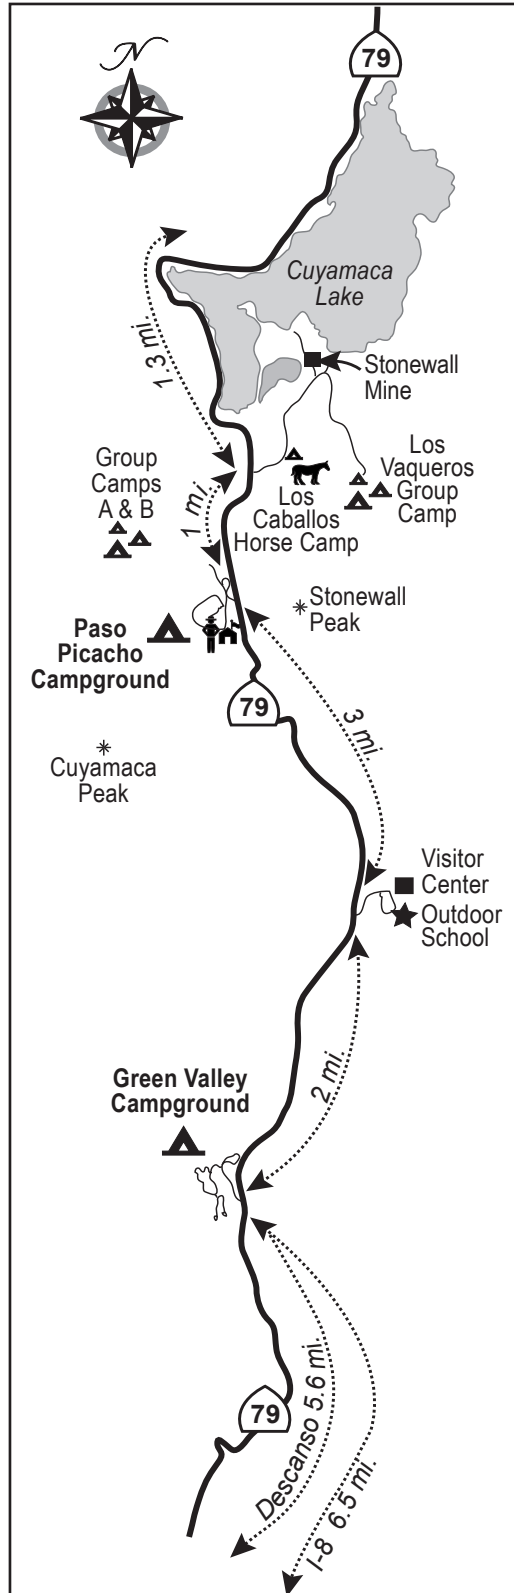 N
79
Cuyamaca
Lake
1.3 mi.
Stonewall
Mine
Group
Camps
A & B
1 mi.
Los
Caballos
Horse Camp
Los
Vaqueros
Group
Camp
Stonewall
Peak
Paso
Picacho
Campground
79
3 mi.
Cuyamaca
Peak
Visitor
Center
Outdoor
School
2 mi.
Green Valley
Campground
79
Descanso 5.6 mi.
I-8 6.5 mi.